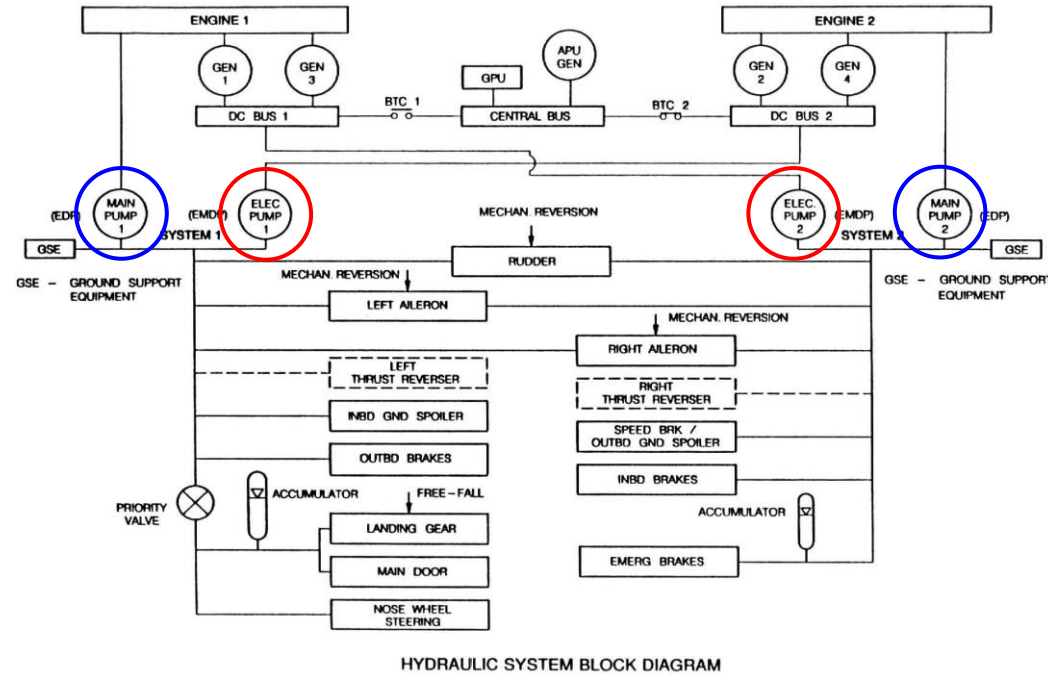 ENGINE 1
ENGINE 2
GEN
1
GEN
3
APU
GEN
GPU
GEN
2
GEN
4
BTC 1
BTC 2
DC BUS 1
CENTRAL BUS
DC BUS 2
MAIN
PUMP
1
(EDP)
ELEC
PUMP
1
(EMDP)
ELEC.
PUMP
2
(EMDP)
MAIN
PUMP
2
(EDP)
SYSTEM 1
SYSTEM 2
GSE
GSE
GSE - GROUND SUPPORT
EQUIPMENT
GSE - GROUND SUPPORT
EQUIPMENT
MECHAN. REVERSION
RUDDER
MECHAN. REVERSION
LEFT AILERON
MECHAN. REVERSION
RIGHT AILERON
LEFT
THRUST REVERSER
RIGHT
THRUST REVERSER
INBD GND SPOILER
SPEED BRK /
OUTBD GND SPOILER
OUTBD BRAKES
INBD BRAKES
PRIORITY
VALVE
ACCUMULATOR
FREE-FALL
ACCUMULATOR
LANDING GEAR
MAIN DOOR
EMERG BRAKES
NOSE WHEEL
STEERING
HYDRAULIC SYSTEM BLOCK DIAGRAM